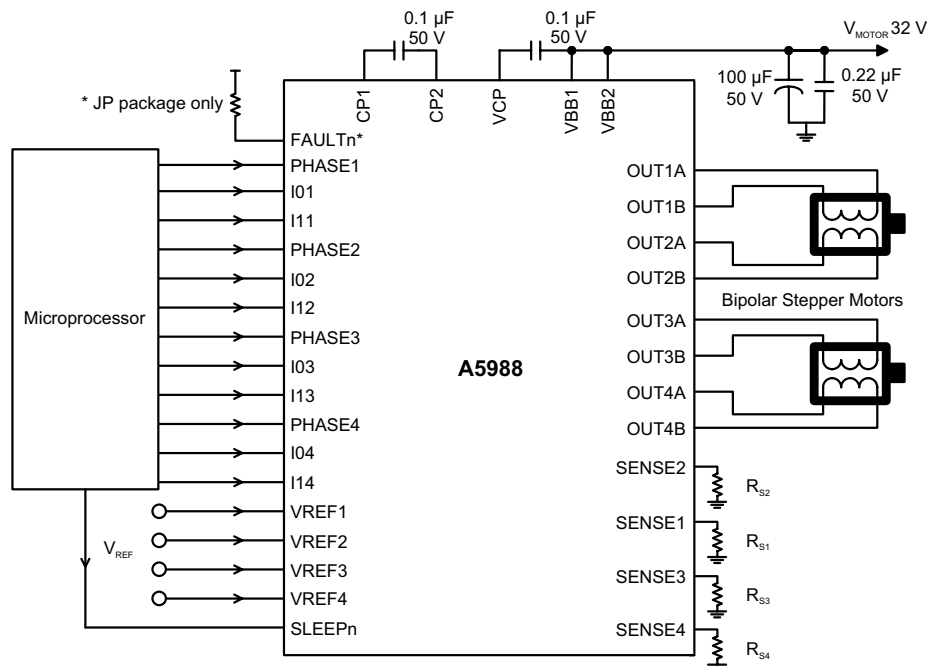 0.1 µF
50 V
0.1 µF
50 V
V_MOTOR 32 V
100 µF
50 V
0.22 µF
50 V
* JP package only
CP1
CP2
VCP
VBB1
VBB2
FAULTn*
PHASE1
I01
I11
PHASE2
I02
I12
PHASE3
I03
I13
PHASE4
I04
I14
VREF1
VREF2
VREF3
VREF4
SLEEPn
Microprocessor
V_REF
A5988
OUT1A
OUT1B
OUT2A
OUT2B
Bipolar Stepper Motors
OUT3A
OUT3B
OUT4A
OUT4B
SENSE2
R_S2
SENSE1
R_S1
SENSE3
R_S3
SENSE4
R_S4